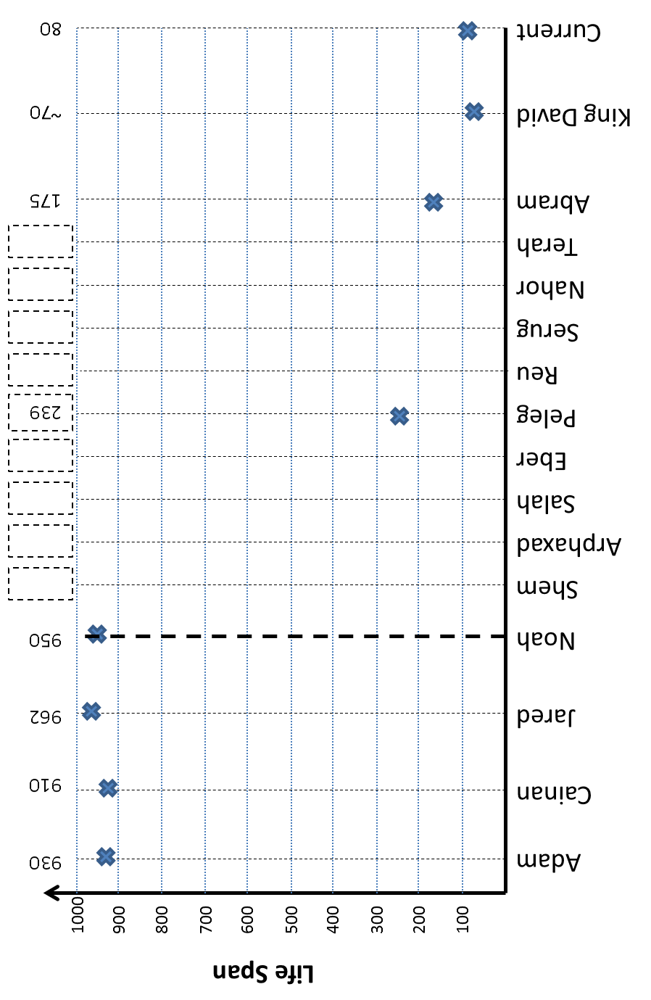 Life Span
100 200 300 400 500 600 700 800 900 1000
Adam 930
Cainan 910
Jared 962
Noah 950
Shem
Arphaxad
Salah
Eber
Peleg 239
Reu
Serug
Nahor
Terah
Abram 175
King David ~70
Current 80